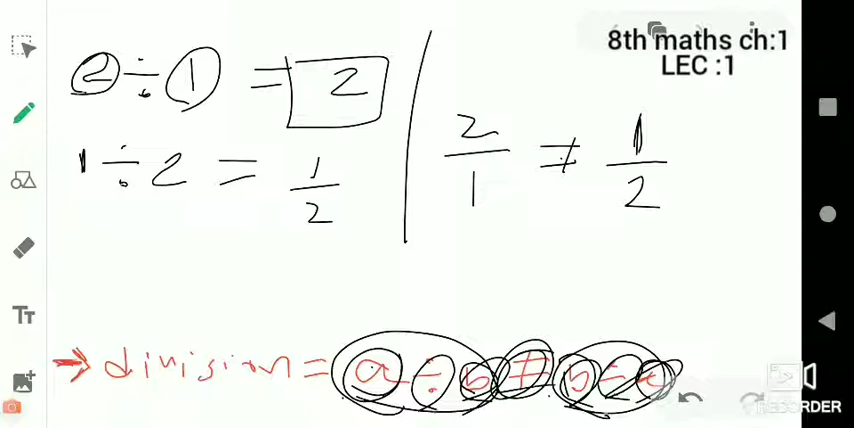 8th maths ch:1
LEC :1
2 ÷ 1 = 2
1 ÷ 2 = 1/2
2/1 ≠ 1/2
→ division = a ÷ b ≠ b ÷ a
TT
RECORDER